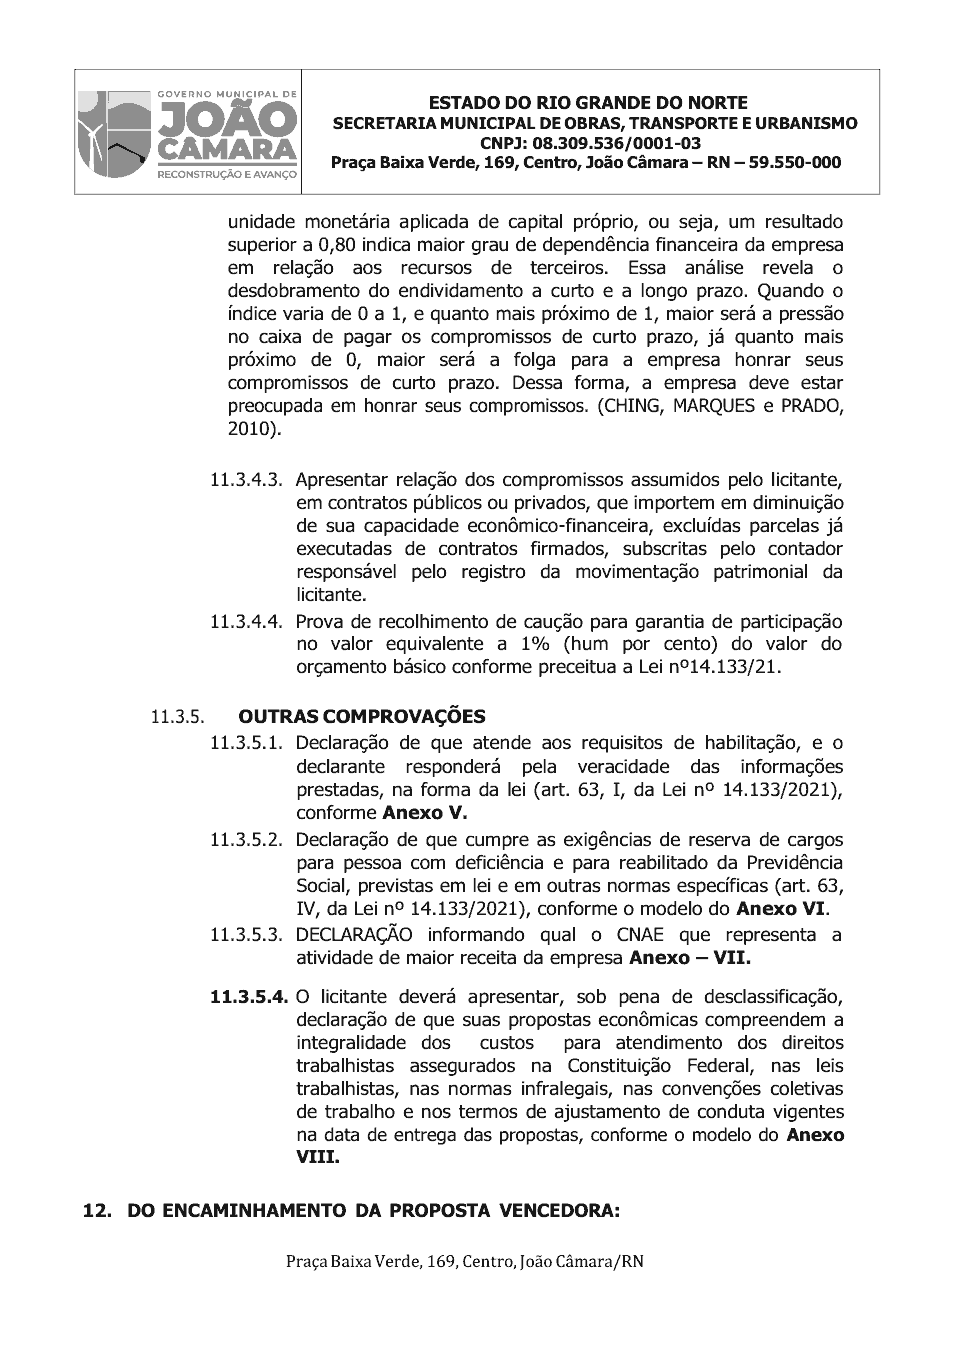 GOVERNO MUNICIPAL DE
JOÃO
CÂMARA
RECONSTRUÇÃO E AVANÇO
ESTADO DO RIO GRANDE DO NORTE
SECRETARIA MUNICIPAL DE OBRAS, TRANSPORTE E URBANISMO
CNPJ: 08.309.536/0001-03
Praça Baixa Verde, 169, Centro, João Câmara – RN – 59.550-000
unidade monetária aplicada de capital próprio, ou seja, um resultado
superior a 0,80 indica maior grau de dependência financeira da empresa
em relação aos recursos de terceiros. Essa análise revela o
desdobramento do endividamento a curto e a longo prazo. Quando o
índice varia de 0 a 1, e quanto mais próximo de 1, maior será a pressão
no caixa de pagar os compromissos de curto prazo, já quanto mais
próximo de 0, maior será a folga para a empresa honrar seus
compromissos de curto prazo. Dessa forma, a empresa deve estar
preocupada em honrar seus compromissos. (CHING, MARQUES e PRADO,
2010).
11.3.4.3. Apresentar relação dos compromissos assumidos pelo licitante,
em contratos públicos ou privados, que importem em diminuição
de sua capacidade econômico-financeira, excluídas parcelas já
executadas de contratos firmados, subscritas pelo contador
responsável pelo registro da movimentação patrimonial da
licitante.
11.3.4.4. Prova de recolhimento de caução para garantia de participação
no valor equivalente a 1% (hum por cento) do valor do
orçamento básico conforme preceitua a Lei nº14.133/21.
11.3.5. OUTRAS COMPROVAÇÕES
11.3.5.1. Declaração de que atende aos requisitos de habilitação, e o
declarante responderá pela veracidade das informações
prestadas, na forma da lei (art. 63, I, da Lei nº 14.133/2021),
conforme Anexo V.
11.3.5.2. Declaração de que cumpre as exigências de reserva de cargos
para pessoa com deficiência e para reabilitado da Previdência
Social, previstas em lei e em outras normas específicas (art. 63,
IV, da Lei nº 14.133/2021), conforme o modelo do Anexo VI.
11.3.5.3. DECLARAÇÃO informando qual o CNAE que representa a
atividade de maior receita da empresa Anexo – VII.
11.3.5.4. O licitante deverá apresentar, sob pena de desclassificação,
declaração de que suas propostas econômicas compreendem a
integralidade dos custos para atendimento dos direitos
trabalhistas assegurados na Constituição Federal, nas leis
trabalhistas, nas normas infralegais, nas convenções coletivas
de trabalho e nos termos de ajustamento de conduta vigentes
na data de entrega das propostas, conforme o modelo do Anexo
VIII.
12. DO ENCAMINHAMENTO DA PROPOSTA VENCEDORA:
Praça Baixa Verde, 169, Centro, João Câmara/RN